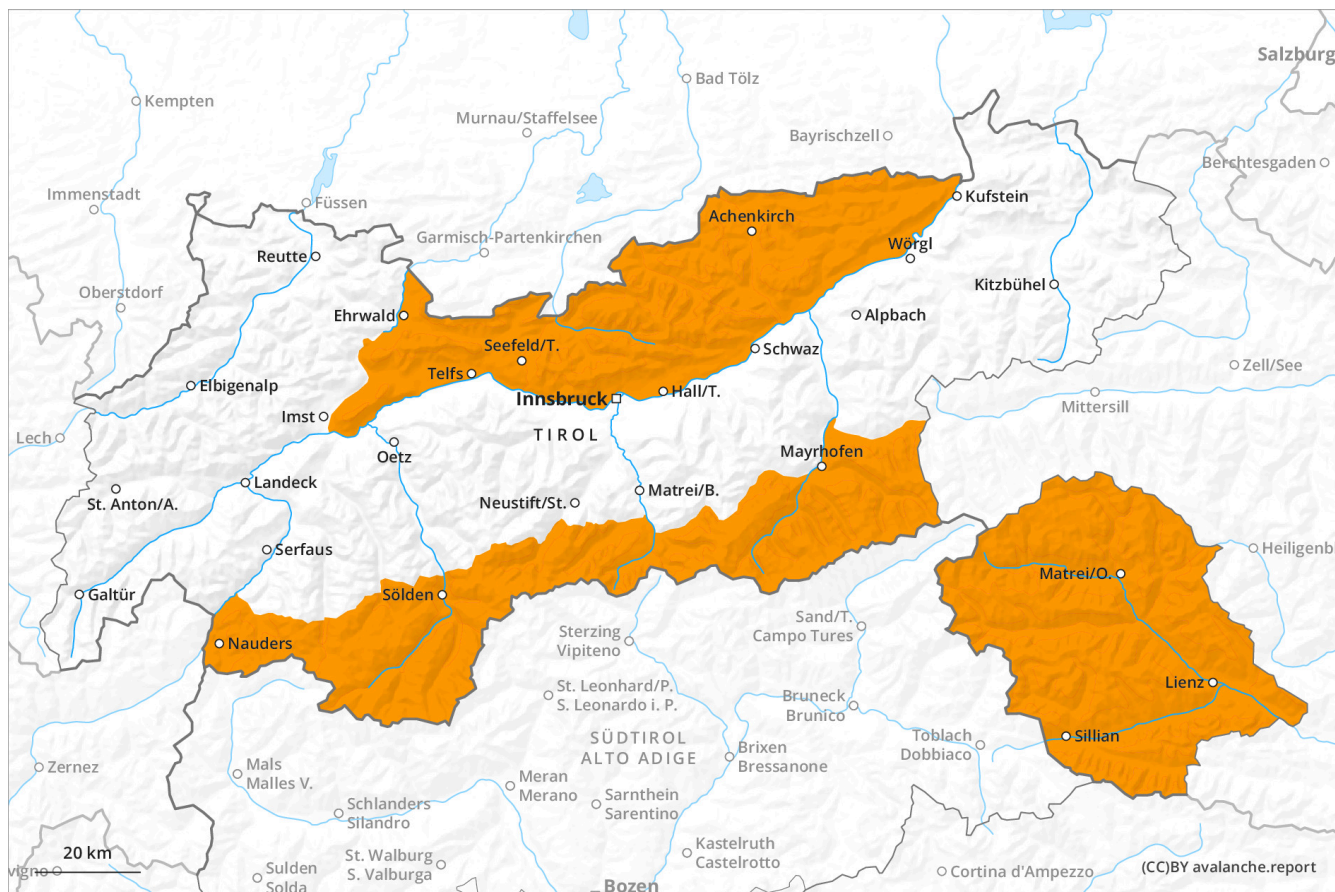 Salzburg
Bad Tölz
Kempten
Murnau/Staffelsee
Bayrischzell
Berchtesgaden
Immenstadt
Füssen
Kufstein
Achenkirch
Garmisch-Partenkirchen
Wörgl
Reutte
Kitzbühel
Oberstdorf
Ehrwald
Alpbach
Seefeld/T.
Schwaz
Zell/See
Telfs
Elbigenalp
Hall/T.
Innsbruck
Mittersill
Imst
TIROL
Lech
Oetz
Mayrhofen
Landeck
Matrei/B.
St. Anton/A.
Neustift/St.
Serfaus
Heiligenb
Matrei/O.
Galtür
Sölden
Sand/T.
Campo Tures
Nauders
Sterzing
Vipiteno
Lienz
St. Leonhard/P.
S. Leonardo i. P.
Bruneck
Brunico
Sillian
SÜDTIROL
ALTO ADIGE
Toblach
Dobbiaco
Brixen
Bressanone
Zernez
Mals
Malles V.
Meran
Merano
Sarnthein
Sarentino
Schlanders
Silandro
Kastelruth
Castelrotto
20 km
St. Walburg
S. Valburga
vigno
Sulden
Solda
Cortina d'Ampezzo
(CC)BY avalanche.report
Bozen